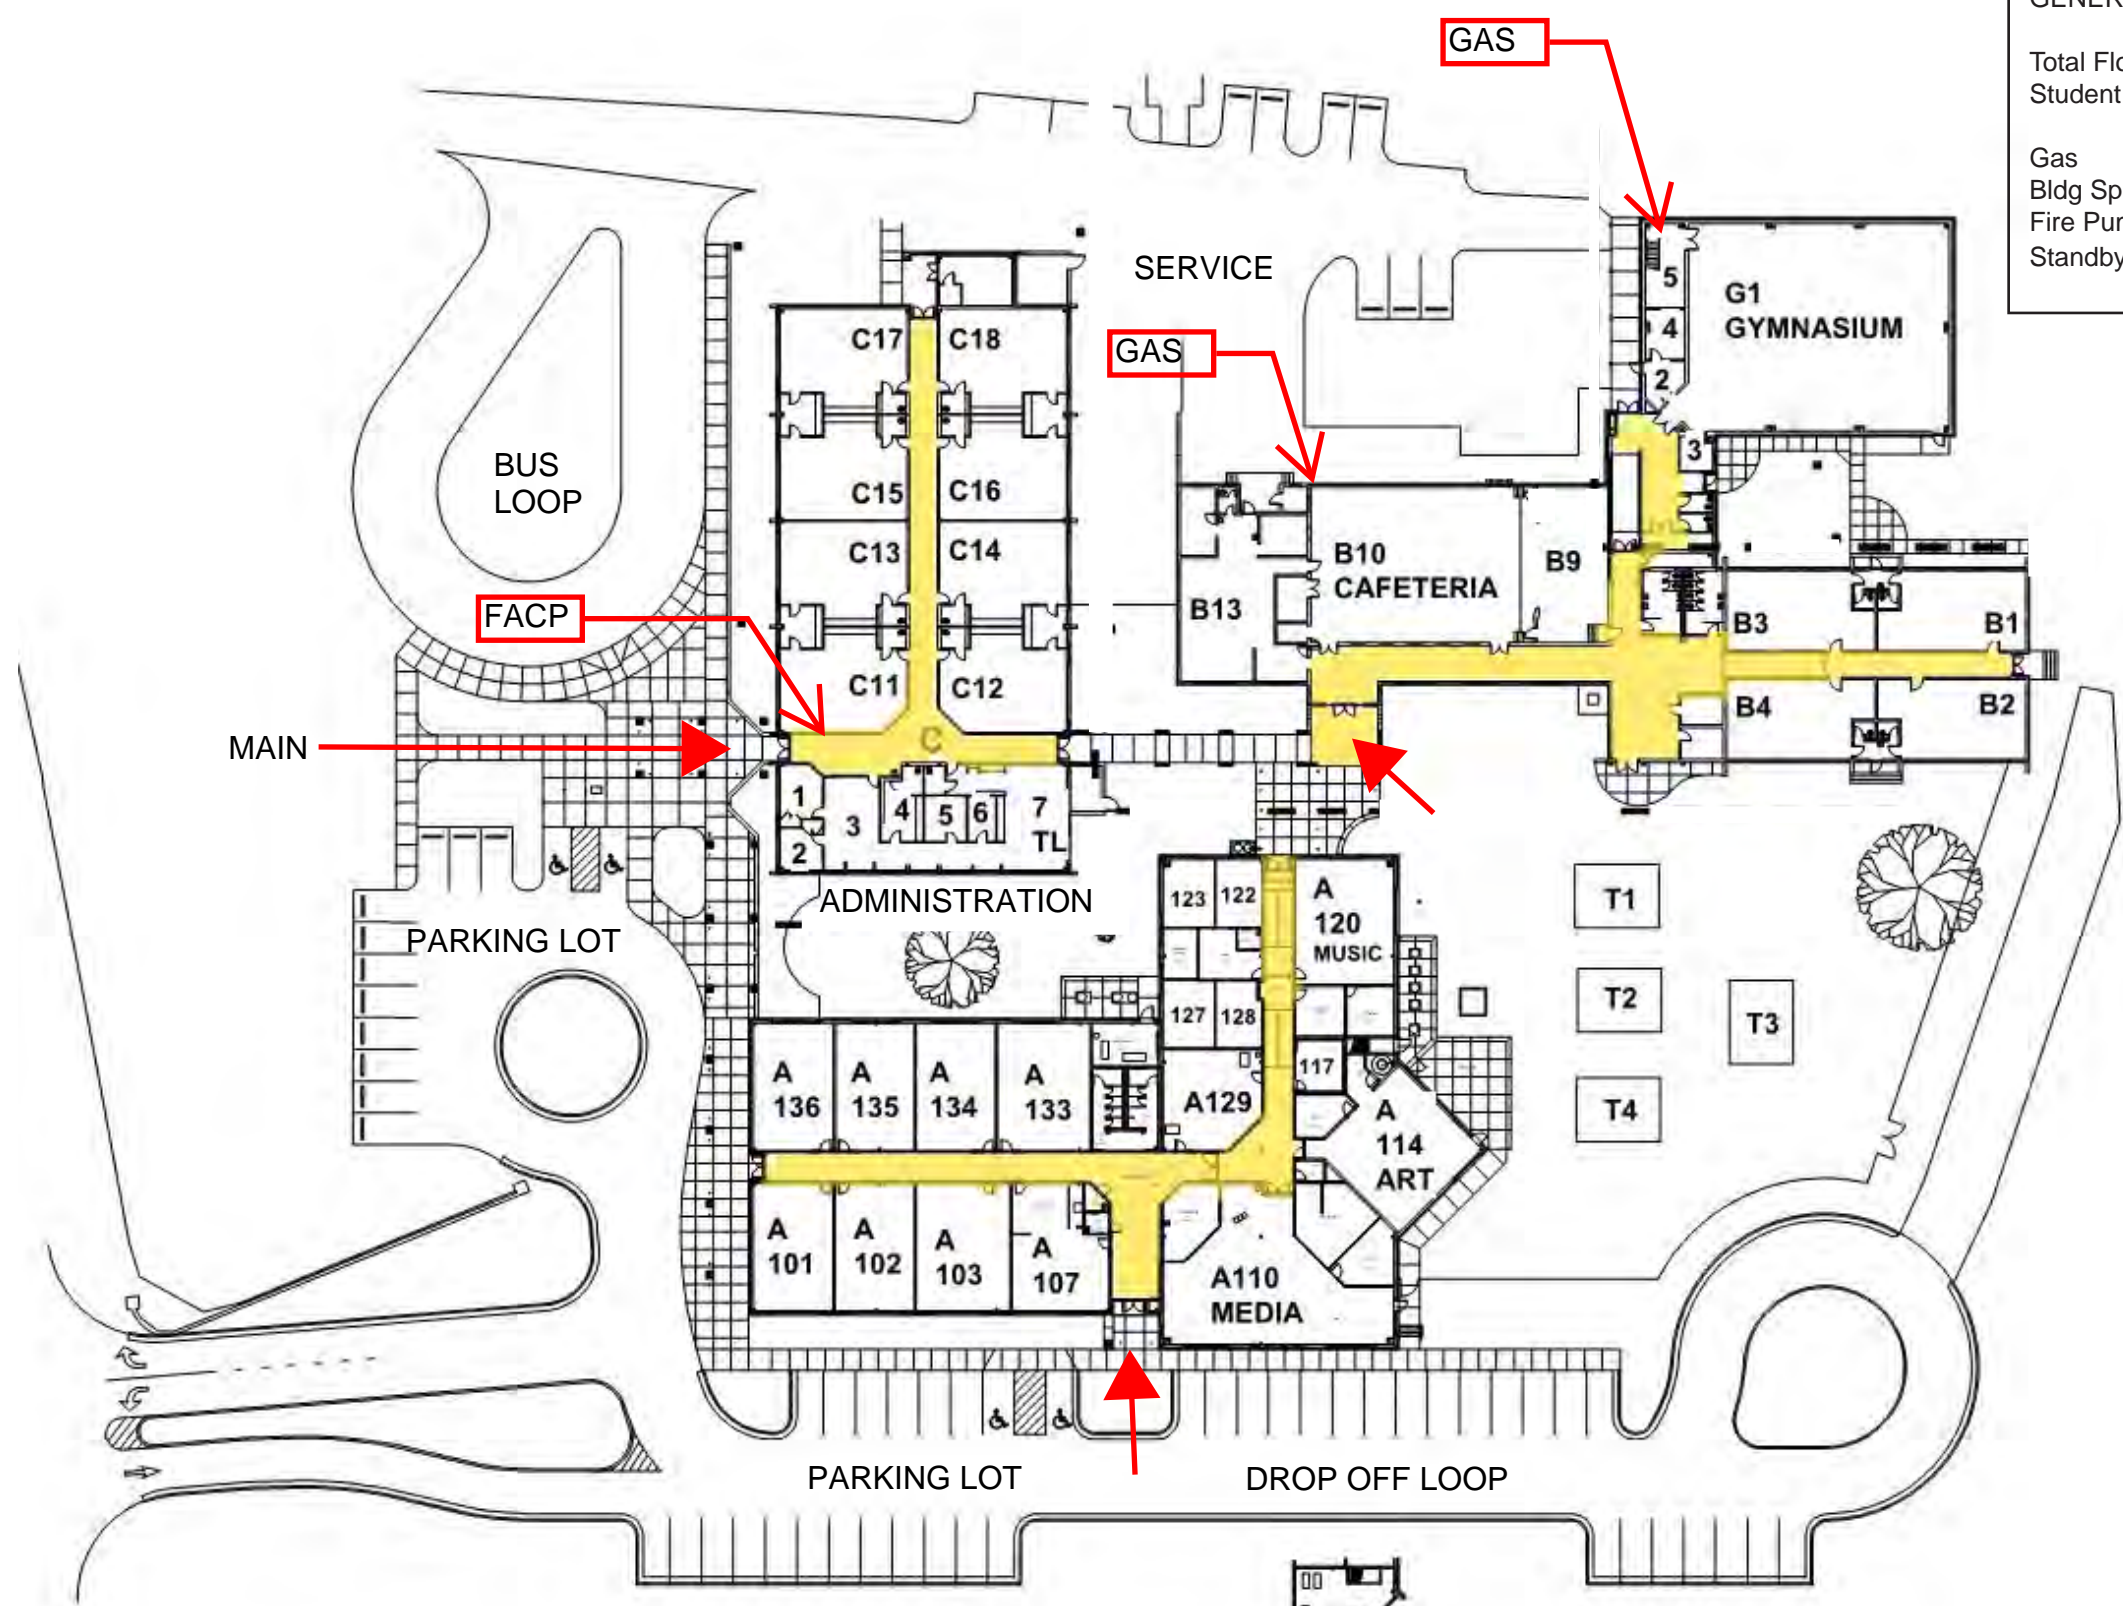 GENER
Total Flo
Student
Gas
Bldg Sp
Fire Pur
Standby
GAS
SERVICE
GAS
5
4
2
3
G1
GYMNASIUM
C17
C18
C15
C16
C13
C14
C11
C12
C
BUS
LOOP
FACP
MAIN
B10
CAFETERIA
B9
B13
B3
B1
B4
B2
1
2
3
4
5
6
7
TL
ADMINISTRATION
PARKING LOT
123
122
A
120
MUSIC
127
128
A129
117
A
114
ART
T1
T2
T3
T4
A
136
A
135
A
134
A
133
A
101
A
102
A
103
A
107
A110
MEDIA
PARKING LOT
DROP OFF LOOP